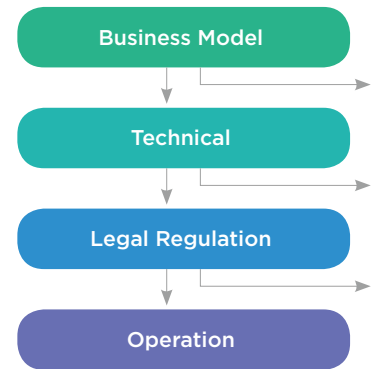 Business Model
Technical
Legal Regulation
Operation